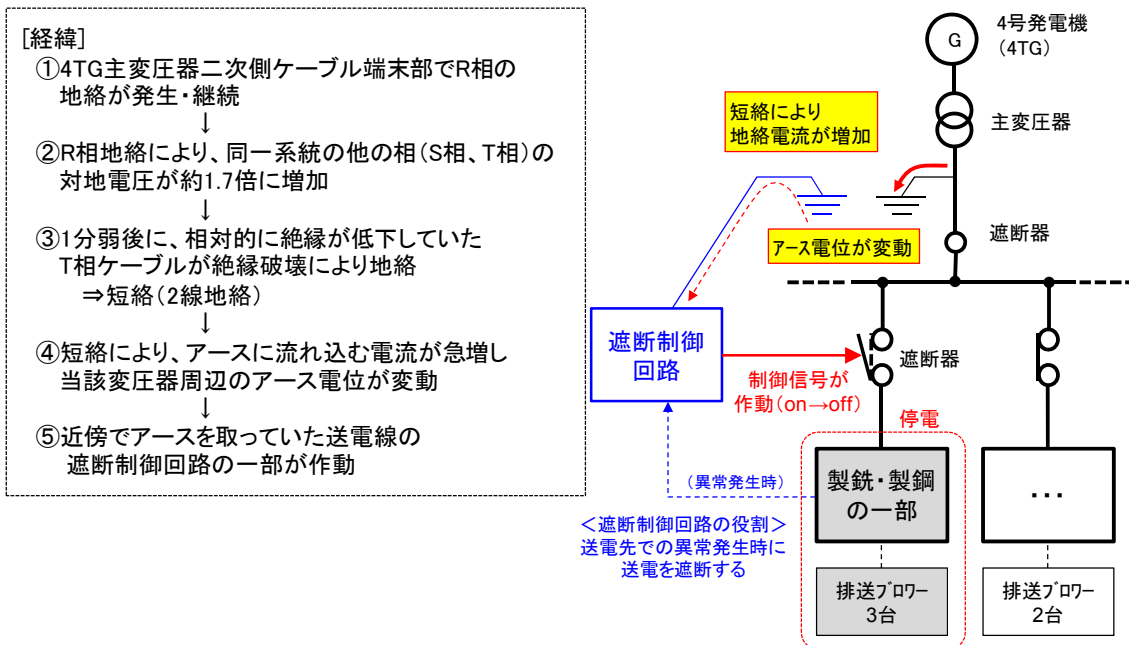 [経緯]
①4TG主変圧器二次側ケーブル端末部でR相の
地絡が発生・継続
↓
②R相地絡により、同一系統の他の相(S相、T相)の
対地電圧が約1.7倍に増加
↓
③1分弱後に、相対的に絶縁が低下していた
T相ケーブルが絶縁破壊により地絡
⇒短絡(2線地絡)
↓
④短絡により、アースに流れ込む電流が急増し
当該変圧器周辺のアース電位が変動
↓
⑤近傍でアースを取っていた送電線の
遮断制御回路の一部が作動
G
4号発電機
(4TG)
主変圧器
短絡により
地絡電流が増加
アース電位が変動
遮断器
遮断制御
回路
制御信号が
作動(on→off)
遮断器
停電
(異常発生時)
製銑・製鋼
の一部
・・・
<遮断制御回路の役割>
送電先での異常発生時に
送電を遮断する
排送ブロワー
3台
排送ブロワー
2台